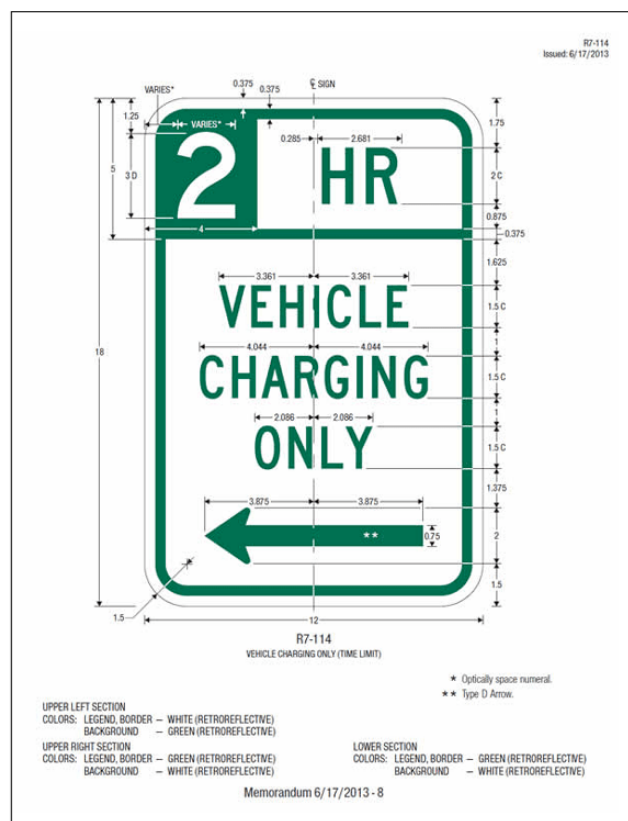 R7-114
Issued: 6/17/2013
℄ SIGN
0.375
0.375
VARIES*
1.25
VARIES*
0.285
2.681
1.75
5
3 D
2
HR
2 C
0.875
4
0.375
1.625
3.361
3.361
VEHICLE
1.5 C
1
4.044
4.044
18
CHARGING
1.5 C
1
2.086
2.086
ONLY
1.5 C
1.375
3.875
3.875
**
0.75
2
1.5
1.5
12
R7-114
VEHICLE CHARGING ONLY (TIME LIMIT)
* Optically space numeral.
** Type D Arrow.
UPPER LEFT SECTION
COLORS: LEGEND, BORDER – WHITE (RETROREFLECTIVE)
BACKGROUND – GREEN (RETROREFLECTIVE)
UPPER RIGHT SECTION
COLORS: LEGEND, BORDER – GREEN (RETROREFLECTIVE)
BACKGROUND – WHITE (RETROREFLECTIVE)
LOWER SECTION
COLORS: LEGEND, BORDER – GREEN (RETROREFLECTIVE)
BACKGROUND – WHITE (RETROREFLECTIVE)
Memorandum 6/17/2013 - 8